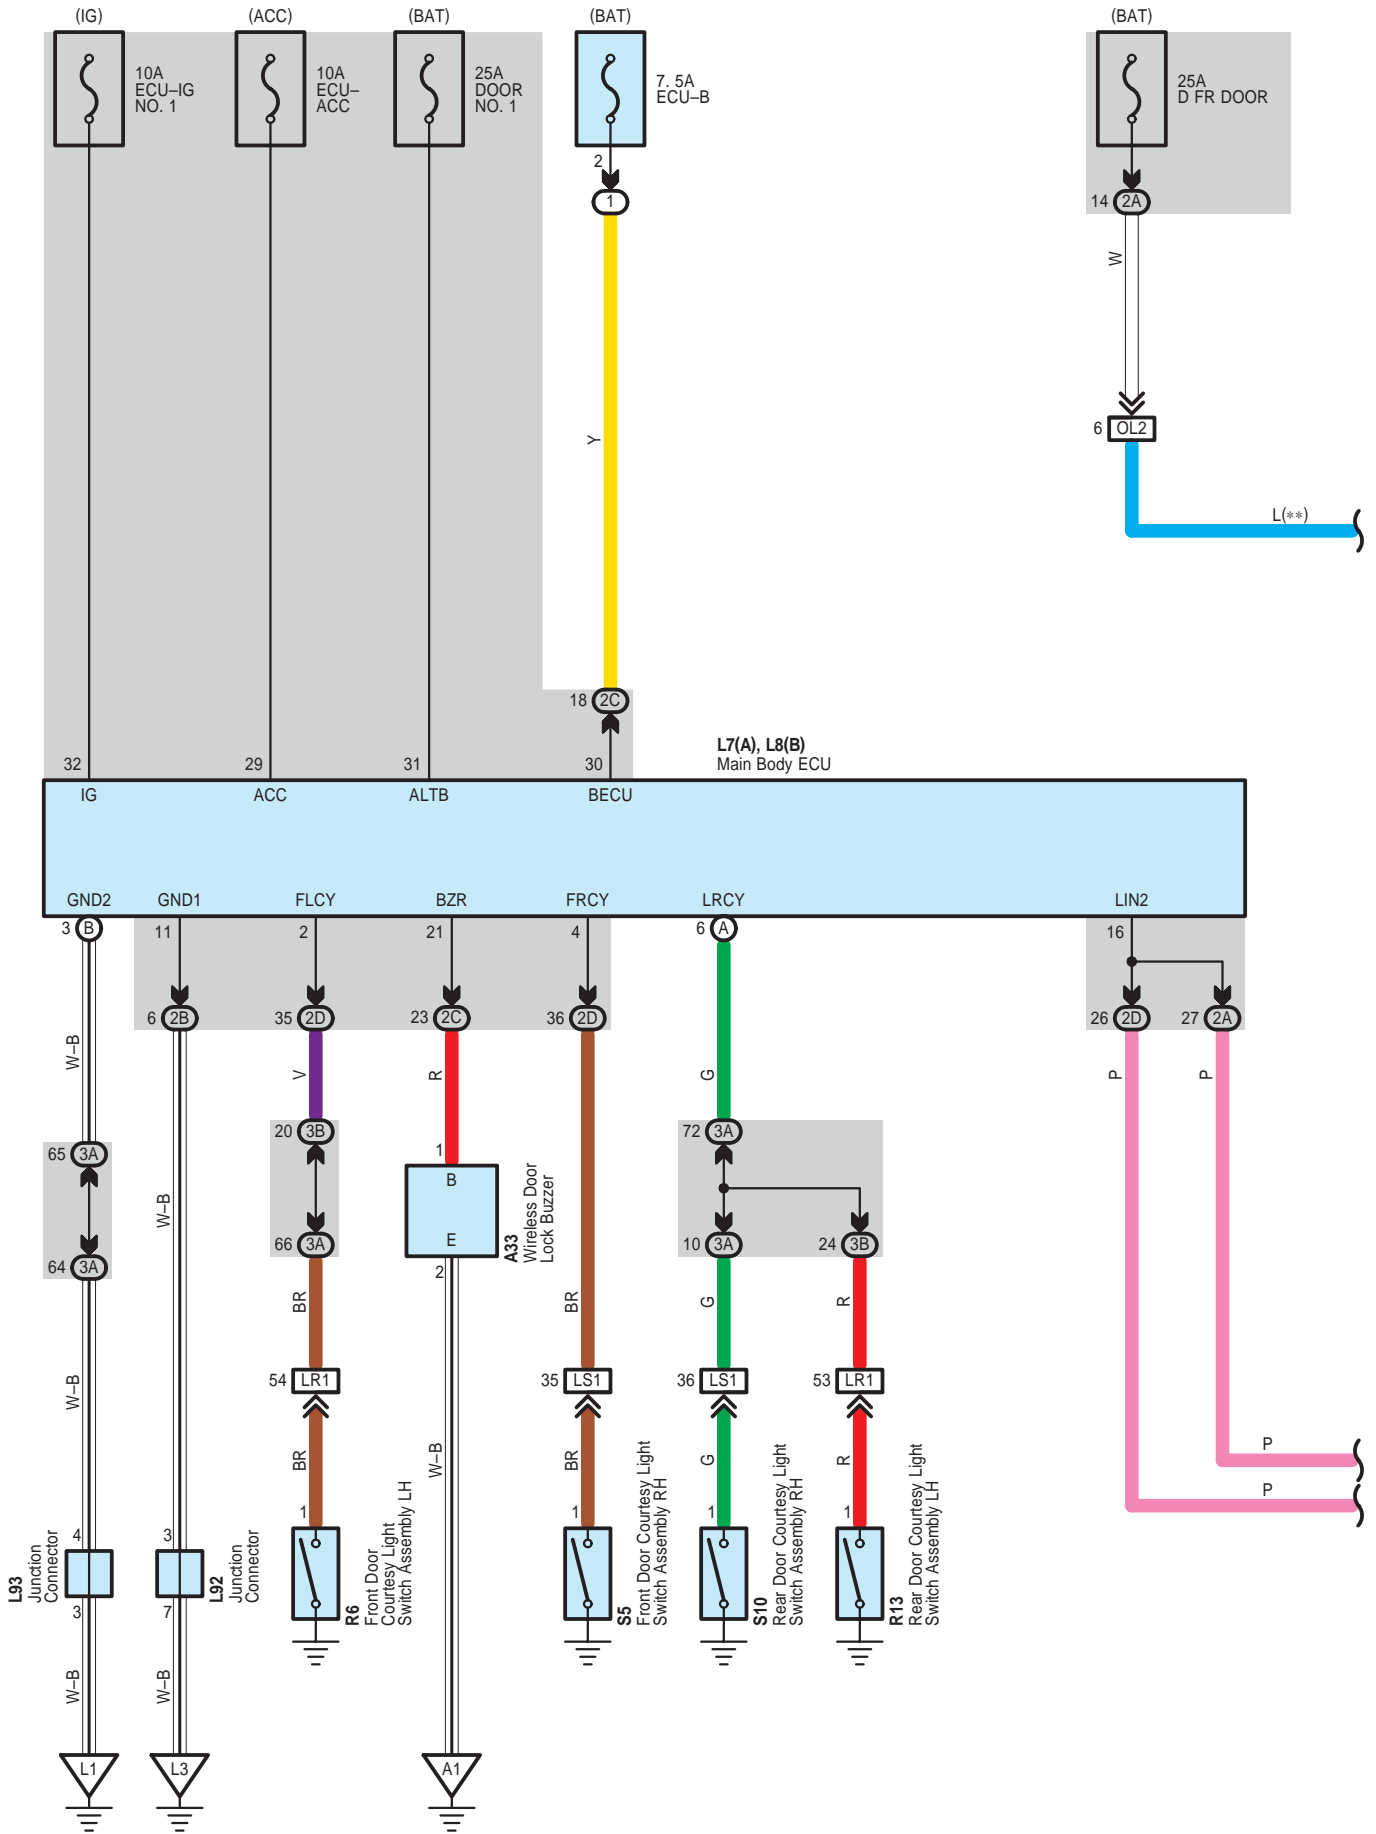 (IG)
(ACC)
(BAT)
(BAT)
(BAT)
10A
ECU–IG
NO. 1
10A
ECU–
ACC
25A
DOOR
NO. 1
7. 5A
ECU–B
25A
D FR DOOR
2
1
14 2A
W
Y
6 OL2
L(**)
18 2C
L7(A), L8(B)
Main Body ECU
32
29
31
30
IG
ACC
ALTB
BECU
GND2
GND1
FLCY
BZR
FRCY
LRCY
LIN2
3 B
11
2
21
4
6 A
16
6 2B
35 2D
23 2C
36 2D
26 2D
27 2A
W–B
V
R
G
P
P
20 3B
72 3A
65 3A
1
B
E
2
A33
Wireless Door
Lock Buzzer
W–B
66 3A
10 3A
24 3B
64 3A
BR
BR
G
R
54 LR1
35 LS1
36 LS1
53 LR1
W–B
W–B
BR
BR
G
R
P
P
1
1
1
1
4
3
L93
Junction
Connector
L92
Junction
Connector
R6
Front Door
Courtesy Light
Switch Assembly LH
S5
Front Door Courtesy Light
Switch Assembly RH
S10
Rear Door Courtesy Light
Switch Assembly RH
R13
Rear Door Courtesy Light
Switch Assembly LH
3
7
W–B
W–B
L1
L3
A1